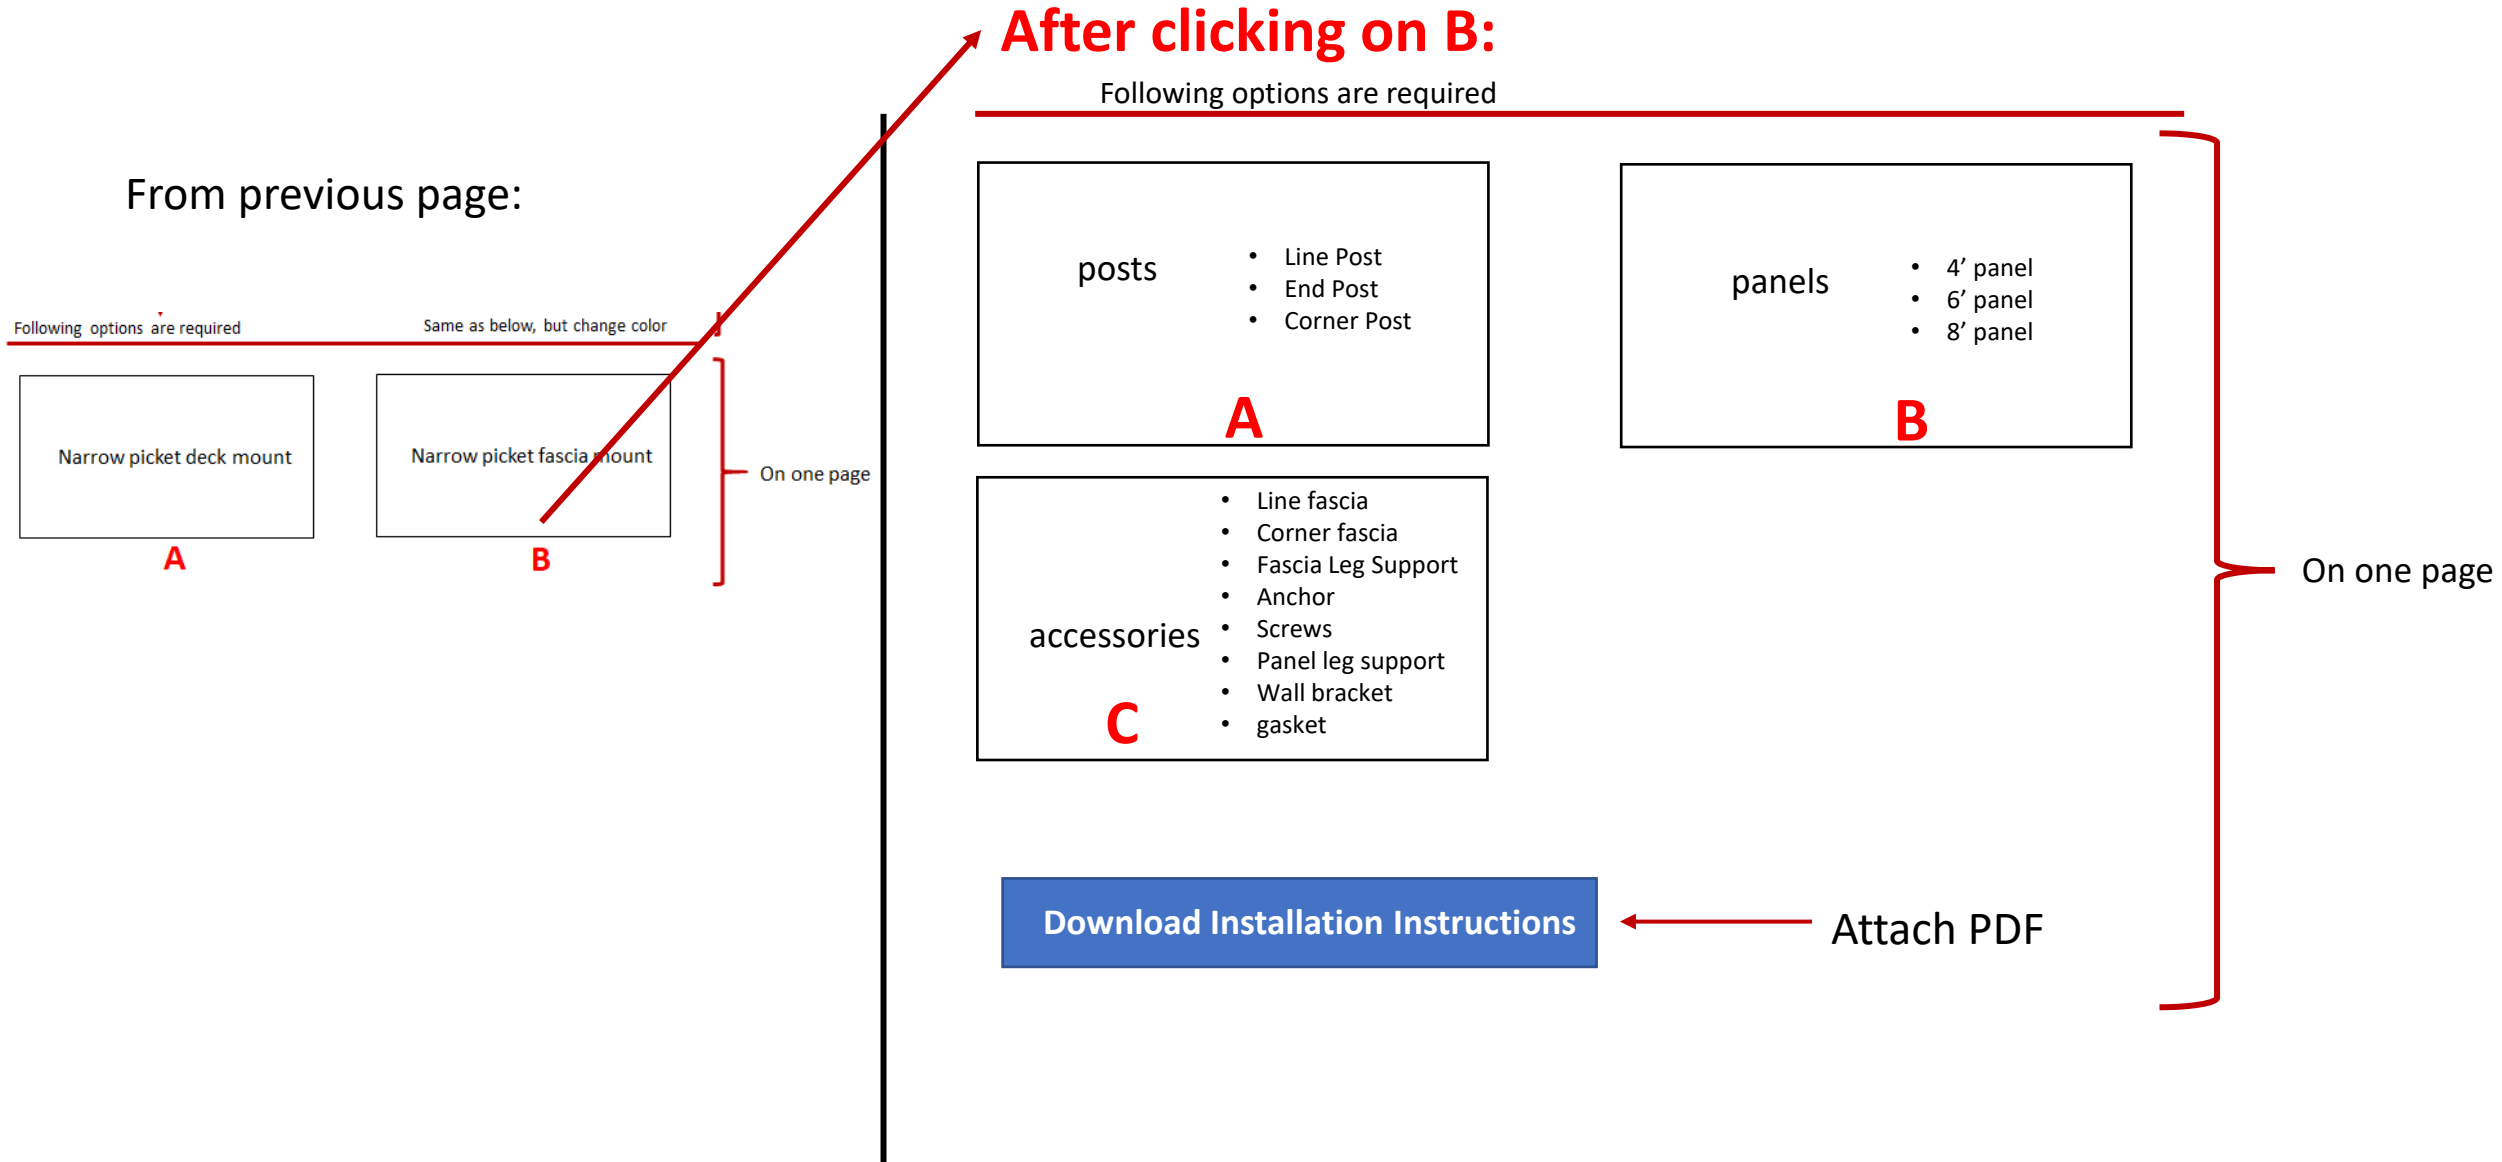 After clicking on B:
Following options are required
From previous page:
Following options are required
Same as below, but change color
Narrow picket deck mount
A
Narrow picket fascia mount
B
On one page
posts
• Line Post
• End Post
• Corner Post
A
panels
• 4’ panel
• 6’ panel
• 8’ panel
B
accessories
• Line fascia
• Corner fascia
• Fascia Leg Support
• Anchor
• Screws
• Panel leg support
• Wall bracket
• gasket
C
On one page
Download Installation Instructions
Attach PDF